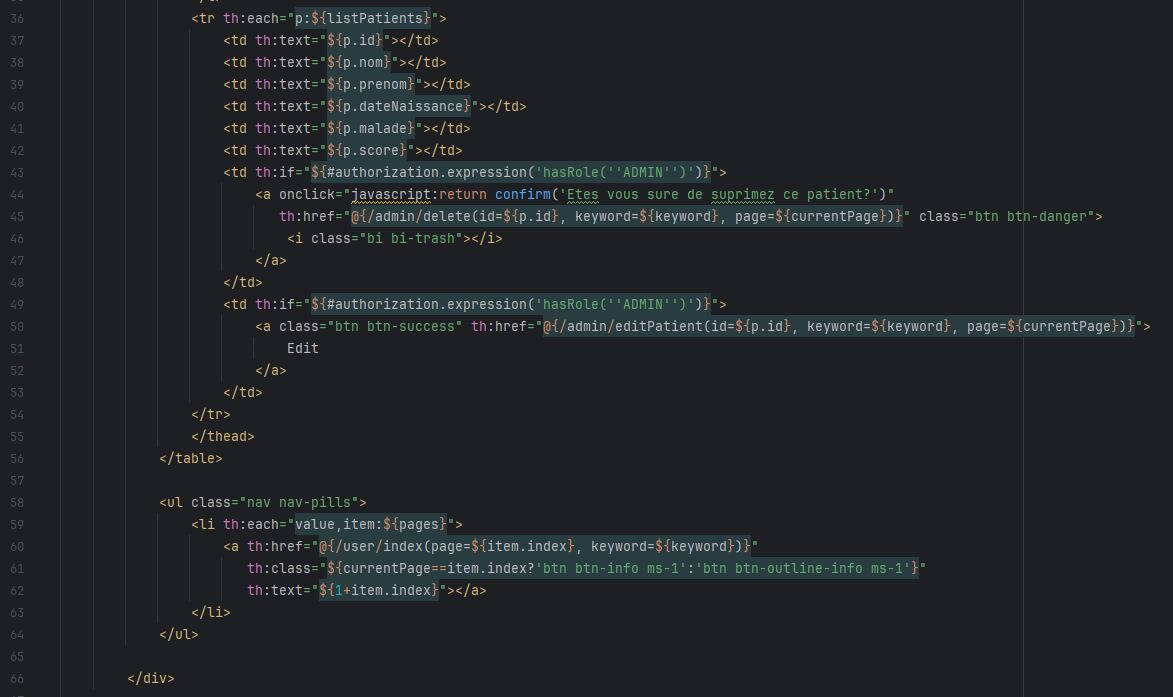 36 <tr th:each="p:${listPatients}">
37 <td th:text="${p.id}"></td>
38 <td th:text="${p.nom}"></td>
39 <td th:text="${p.prenom}"></td>
40 <td th:text="${p.dateNaissance}"></td>
41 <td th:text="${p.malade}"></td>
42 <td th:text="${p.score}"></td>
43 <td th:if="${#authorization.expression('hasRole(''ADMIN'')')}">
44 <a onclick="javascript:return confirm('Etes vous sure de suprimez ce patient?')"
45 th:href="@{/admin/delete(id=${p.id}, keyword=${keyword}, page=${currentPage})}" class="btn btn-danger">
46 <i class="bi bi-trash"></i>
47 </a>
48 </td>
49 <td th:if="${#authorization.expression('hasRole(''ADMIN'')')}">
50 <a class="btn btn-success" th:href="@{/admin/editPatient(id=${p.id}, keyword=${keyword}, page=${currentPage})}">
51 Edit
52 </a>
53 </td>
54 </tr>
55 </thead>
56 </table>
57
58 <ul class="nav nav-pills">
59 <li th:each="value,item:${pages}">
60 <a th:href="@{/user/index(page=${item.index}, keyword=${keyword})}"
61 th:class="${currentPage==item.index?'btn btn-info ms-1':'btn btn-outline-info ms-1'}"
62 th:text="${1+item.index}"></a>
63 </li>
64 </ul>
65
66 </div>